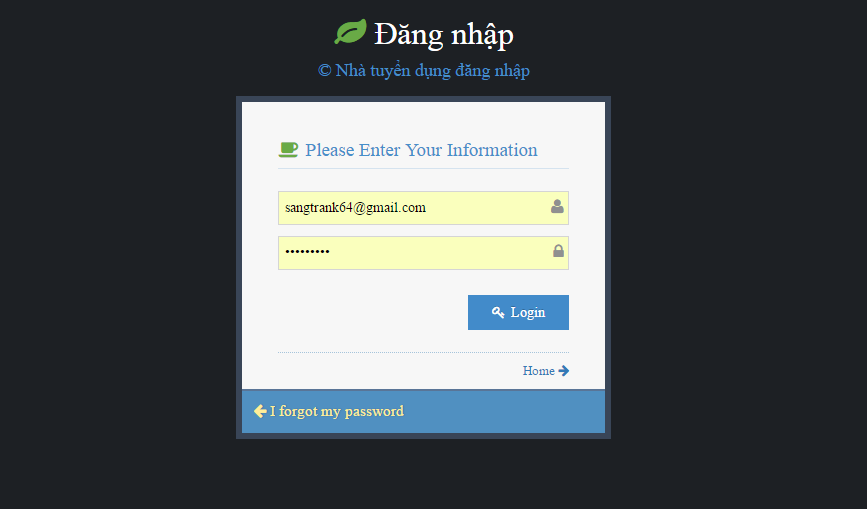 Đăng nhập
© Nhà tuyển dụng đăng nhập
Please Enter Your Information
sangtrank64@gmail.com
•••••••••
Login
Home
I forgot my password